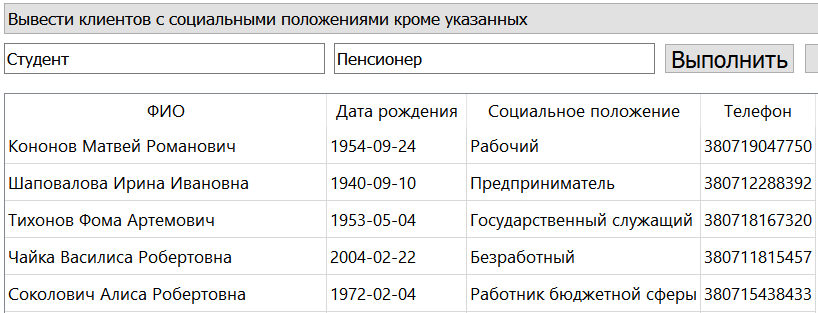 Вывести клиентов с социальными положениями кроме указанных
Студент Пенсионер Выполнить
ФИО Дата рождения Социальное положение Телефон
Кононов Матвей Романович 1954-09-24 Рабочий 380719047750
Шаповалова Ирина Ивановна 1940-09-10 Предприниматель 380712288392
Тихонов Фома Артемович 1953-05-04 Государственный служащий 380718167320
Чайка Василиса Робертовна 2004-02-22 Безработный 380711815457
Соколович Алиса Робертовна 1972-02-04 Работник бюджетной сферы 380715438433